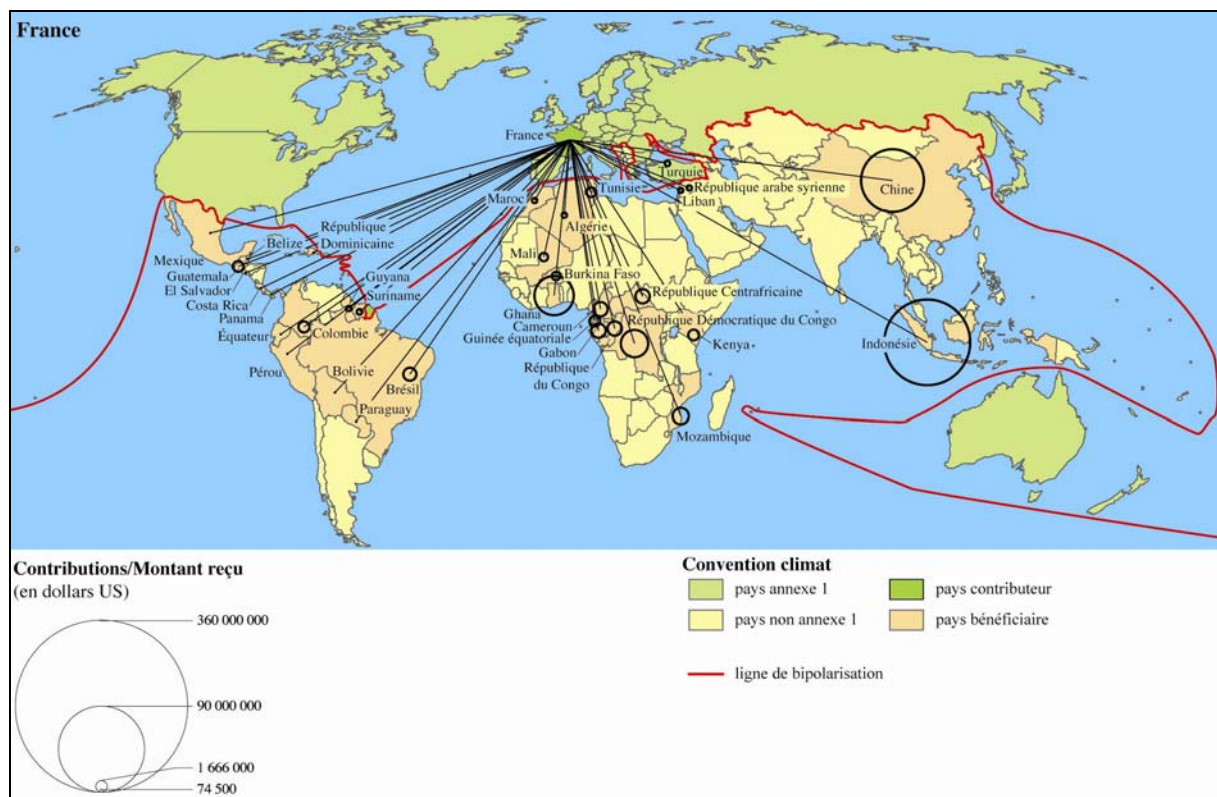 France
France
Turquie
Chine
Tunisie
République arabe syrienne
Liban
Maroc
République
Dominicaine
Belize
Algérie
Mexique
Mali
Guatemala
Burkina Faso
El Salvador
Guyana
Costa Rica
Suriname
République Centrafricaine
Panama
Ghana
Cameroun
République Démocratique du Congo
Équateur
Colombie
Guinée équatoriale
Kenya
Indonésie
Gabon
Pérou
Bolivie
République
du Congo
Brésil
Paraguay
Mozambique
Contributions/Montant reçu
(en dollars US)
360 000 000
90 000 000
1 666 000
74 500
Convention climat
pays annexe 1
pays contributeur
pays non annexe 1
pays bénéficiaire
ligne de bipolarisation